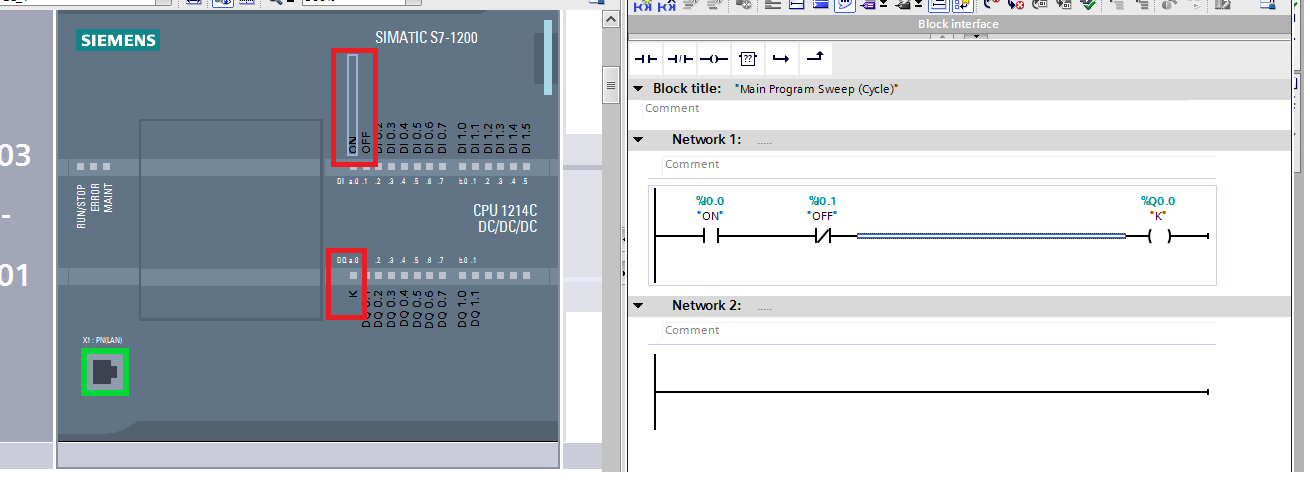 Block interface
SIEMENS
SIMATIC S7-1200
ON
OFF
DI 0.2
DI 0.3
DI 0.4
DI 0.5
DI 0.6
DI 0.7
DI 1.0
DI 1.1
DI 1.2
DI 1.3
DI 1.4
DI 1.5
DI a.0 .1 .2 .3 .4 .5 .6 .7 b.0 .1 .2 .3 .4 .5
RUN/STOP
ERROR
MAINT
CPU 1214C
DC/DC/DC
DQ a.0 .2 .3 .4 .5 .6 .7 b.0 .1
K
DQ 0.1
DQ 0.2
DQ 0.3
DQ 0.4
DQ 0.5
DQ 0.6
DQ 0.7
DQ 1.0
DQ 1.1
X1 : PN(LAN)
03
-
01
??
Block title: "Main Program Sweep (Cycle)"
Comment
Network 1: .....
Comment
%I0.0 %I0.1 %Q0.0
"ON" "OFF" "K"
Network 2: .....
Comment